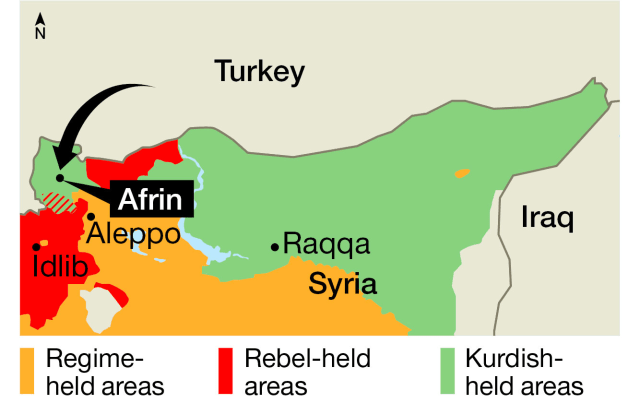 N
Turkey
Afrin
Aleppo
Iraq
Raqqa
Idlib
Syria
Regime-
held areas
Rebel-held
areas
Kurdish-
held areas